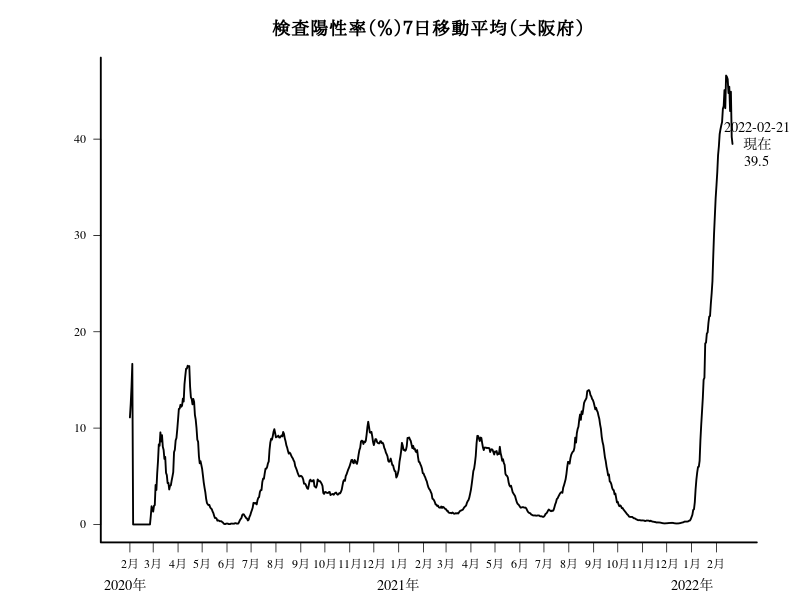 検査陽性率(%)7日移動平均(大阪府)
40
30
20
10
0
2022-02-21
現在
39.5
2月 3月 4月 5月 6月 7月 8月 9月 10月 11月 12月 1月 2月 3月 4月 5月 6月 7月 8月 9月 10月 11月 12月 1月 2月
2020年 2021年 2022年